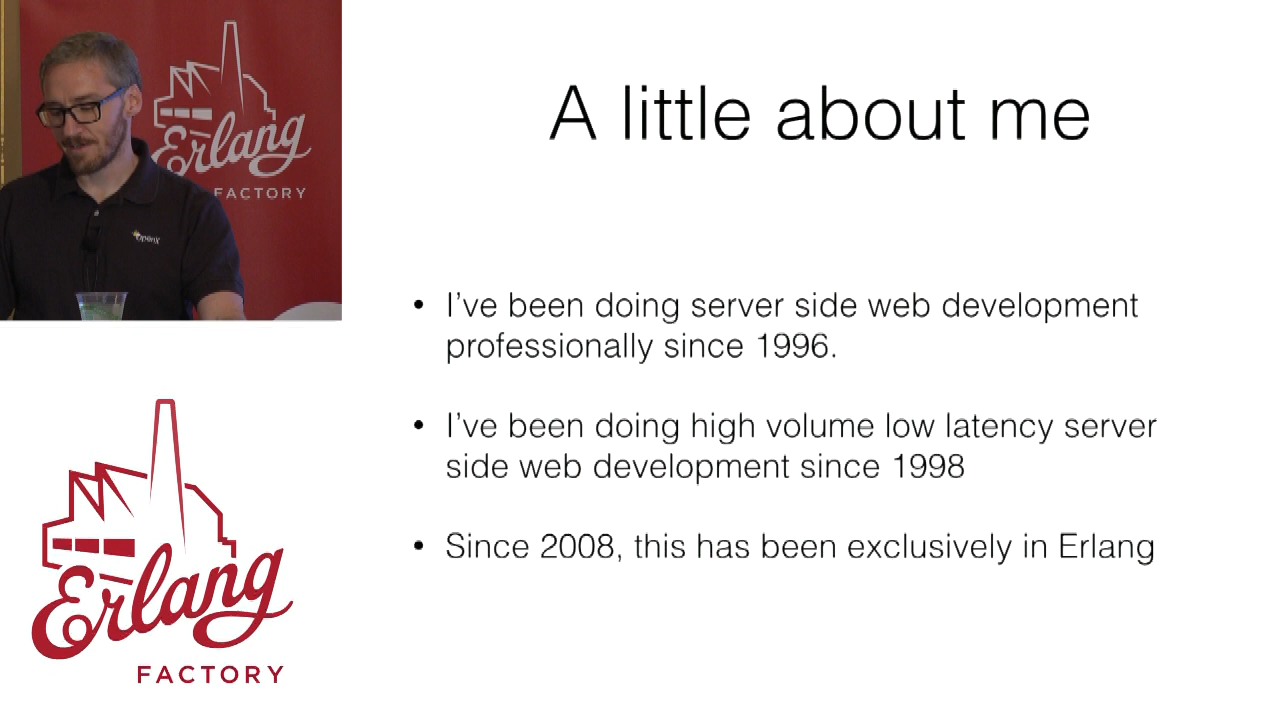 Erlang
FACTORY
OpenX
A little about me
• I’ve been doing server side web development
professionally since 1996.
• I’ve been doing high volume low latency server
side web development since 1998
• Since 2008, this has been exclusively in Erlang
Erlang
FACTORY